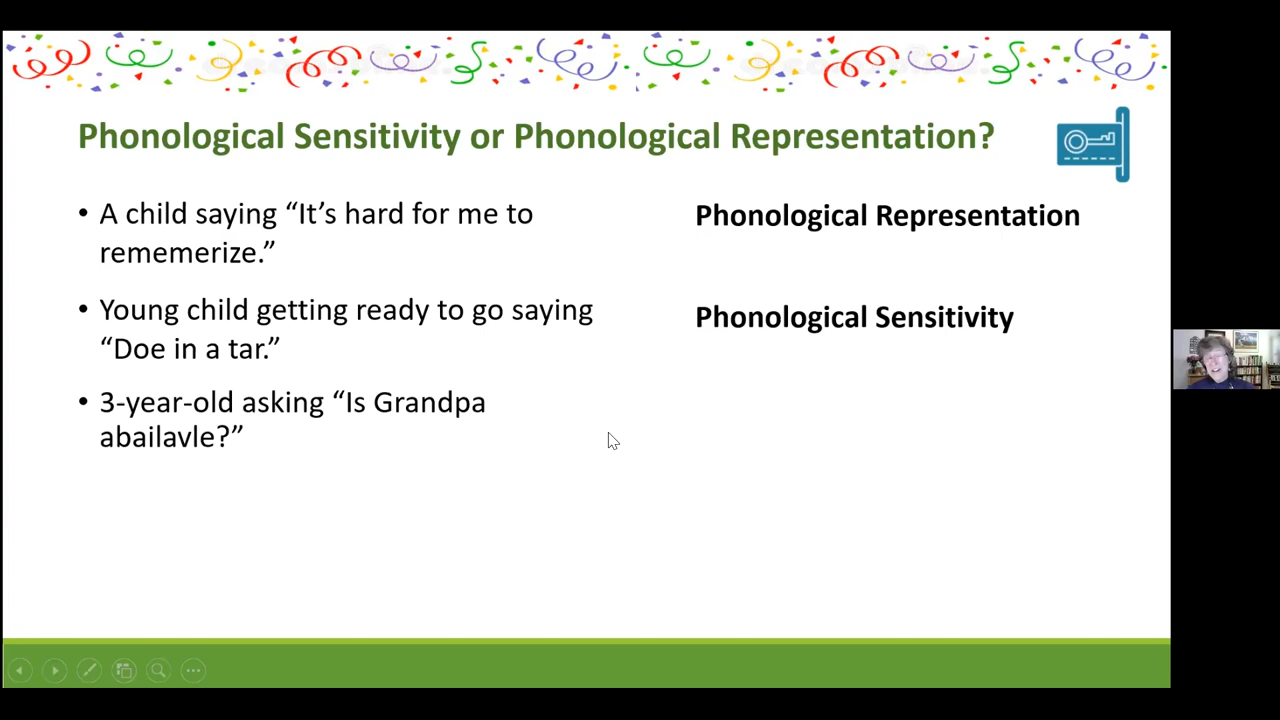 Phonological Sensitivity or Phonological Representation?
• A child saying “It’s hard for me to
rememerize.”
Phonological Representation
• Young child getting ready to go saying
“Doe in a tar.”
Phonological Sensitivity
• 3-year-old asking “Is Grandpa
abailavle?”